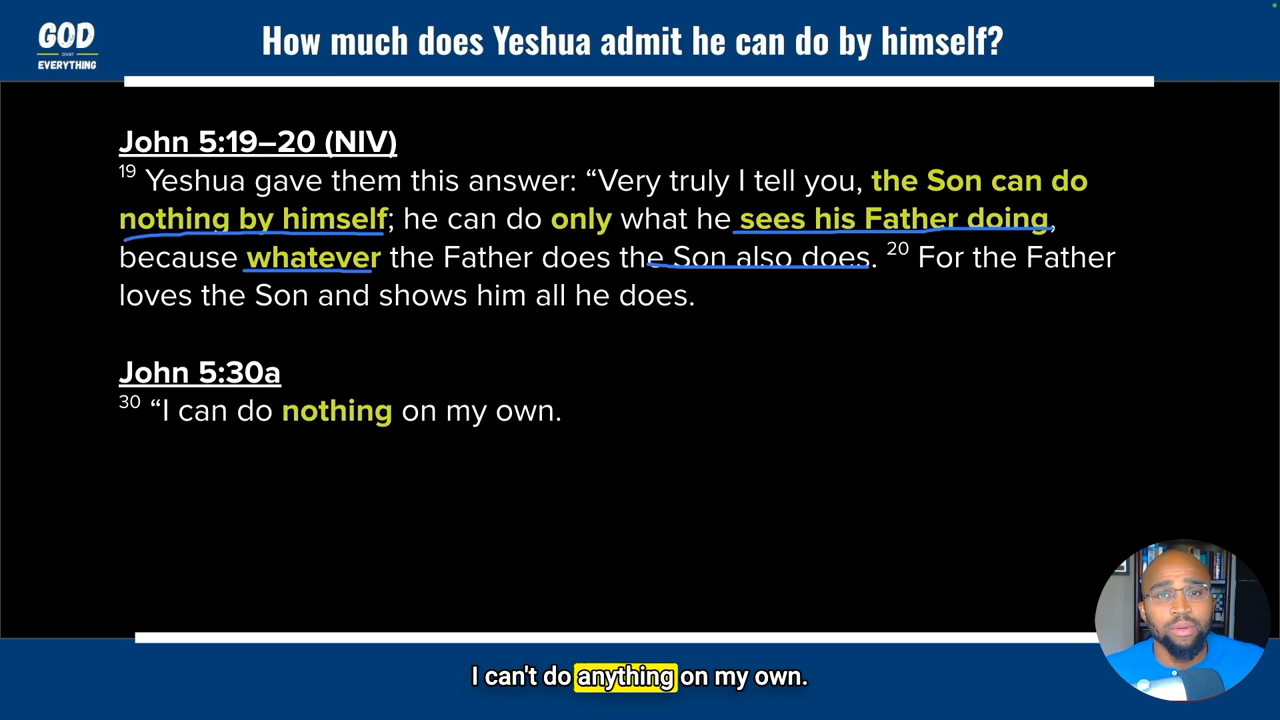 GOD
over
EVERYTHING
How much does Yeshua admit he can do by himself?
John 5:19–20 (NIV)
19 Yeshua gave them this answer: “Very truly I tell you, the Son can do
nothing by himself; he can do only what he sees his Father doing,
because whatever the Father does the Son also does. 20 For the Father
loves the Son and shows him all he does.
John 5:30a
30 “I can do nothing on my own.
I can't do anything on my own.